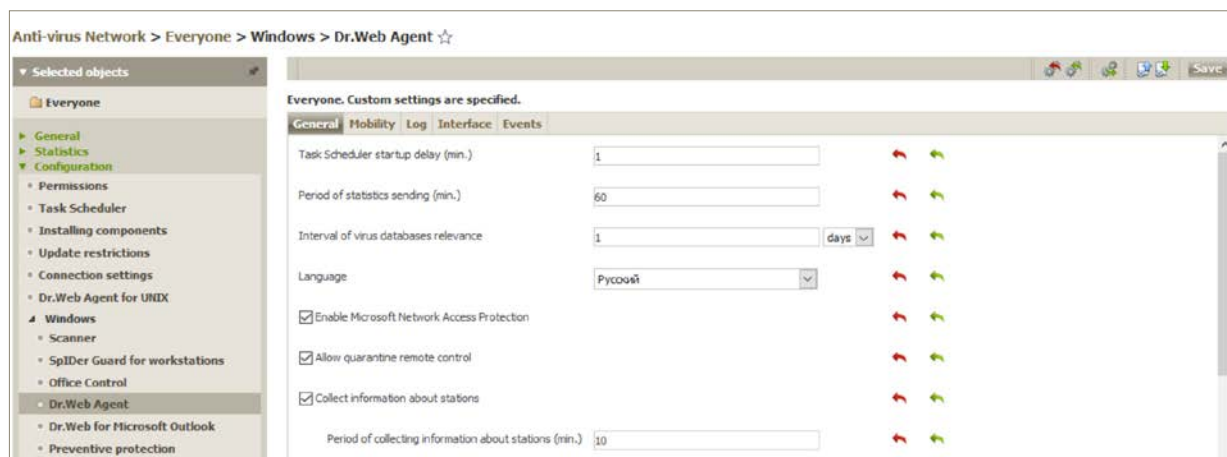 Anti-virus Network > Everyone > Windows > Dr.Web Agent
Selected objects
Everyone
General
Statistics
Configuration
Permissions
Task Scheduler
Installing components
Update restrictions
Connection settings
Dr.Web Agent for UNIX
Windows
Scanner
SpIDer Guard for workstations
Office Control
Dr.Web Agent
Dr.Web for Microsoft Outlook
Preventive protection
Save
Everyone. Custom settings are specified.
General Mobility Log Interface Events
Task Scheduler startup delay (min.) 1
Period of statistics sending (min.) 60
Interval of virus databases relevance 1 days
Language Русский
Enable Microsoft Network Access Protection
Allow quarantine remote control
Collect information about stations
Period of collecting information about stations (min.) 10